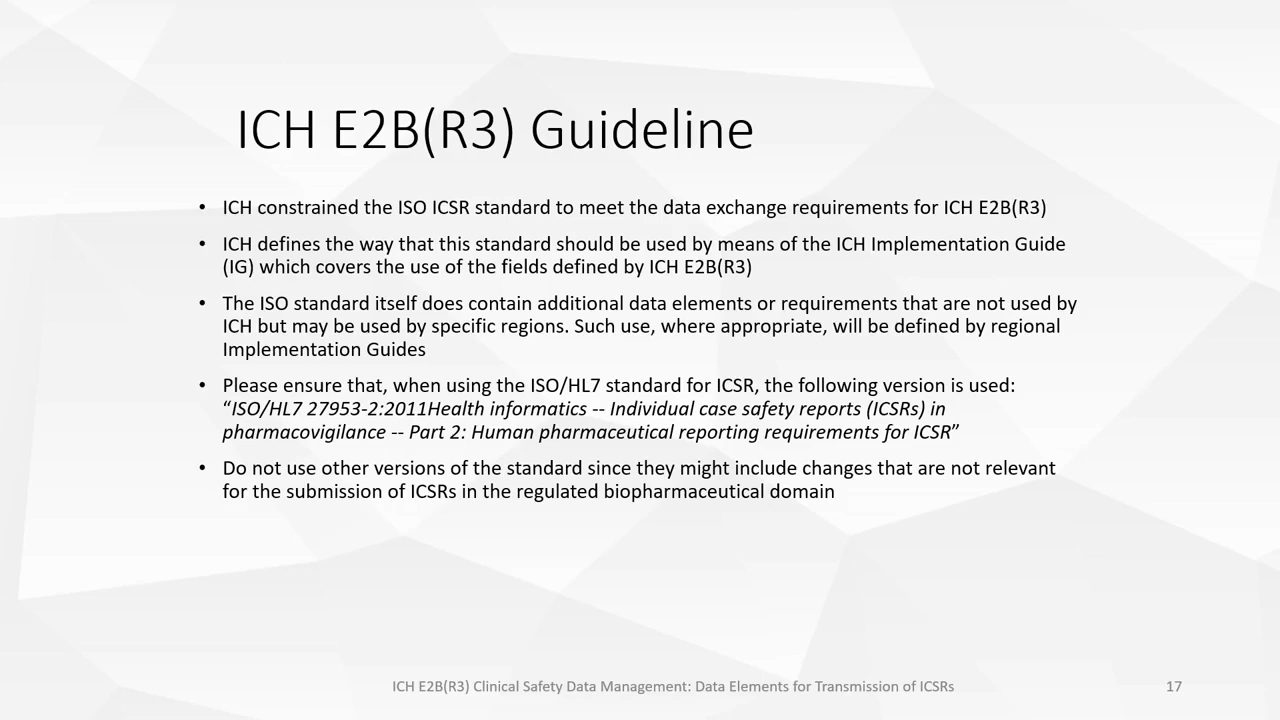 ICH E2B(R3) Guideline
• ICH constrained the ISO ICSR standard to meet the data exchange requirements for ICH E2B(R3)
• ICH defines the way that this standard should be used by means of the ICH Implementation Guide
(IG) which covers the use of the fields defined by ICH E2B(R3)
• The ISO standard itself does contain additional data elements or requirements that are not used by
ICH but may be used by specific regions. Such use, where appropriate, will be defined by regional
Implementation Guides
• Please ensure that, when using the ISO/HL7 standard for ICSR, the following version is used:
“ISO/HL7 27953-2:2011Health informatics -- Individual case safety reports (ICSRs) in
pharmacovigilance -- Part 2: Human pharmaceutical reporting requirements for ICSR”
• Do not use other versions of the standard since they might include changes that are not relevant
for the submission of ICSRs in the regulated biopharmaceutical domain
ICH E2B(R3) Clinical Safety Data Management: Data Elements for Transmission of ICSRs
17